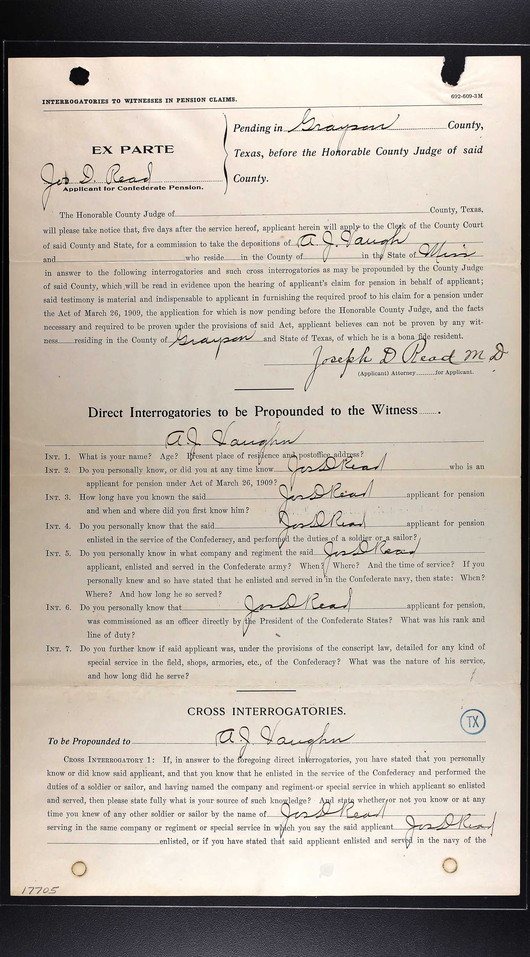 INTERROGATORIES TO WITNESSES IN PENSION CLAIMS.
692-609-3M
EX PARTE
Jos D. Read
Applicant for Confederate Pension.
Pending in Grayson County,
Texas, before the Honorable County Judge of said
County.
The Honorable County Judge of County, Texas,
will please take notice that, five days after the service hereof, applicant herein will apply to the Clerk of the County Court
of said County and State, for a commission to take the depositions of A. J. Vaughn
and who reside in the County of in the State of Miss
in answer to the following interrogatories and such cross interrogatories as may be propounded by the County Judge
of said County, which will be read in evidence upon the hearing of applicant's claim for pension in behalf of applicant;
said testimony is material and indispensable to applicant in furnishing the required proof to his claim for a pension under
the Act of March 26, 1909, the application for which is now pending before the Honorable County Judge, and the facts
necessary and required to be proven under the provisions of said Act, applicant believes can not be proven by any wit-
ness residing in the County of Grayson and State of Texas, of which he is a bona fide resident.
Joseph D Read M D
(Applicant) Attorney for Applicant.
Direct Interrogatories to be Propounded to the Witness .
A. J. Vaughn
INT. 1. What is your name? Age? Present place of residence and postoffice address?
INT. 2. Do you personally know, or did you at any time know Jos D Read who is an
applicant for pension under Act of March 26, 1909?
INT. 3. How long have you known the said Jos D Read applicant for pension
and when and where did you first know him?
INT. 4. Do you personally know that the said Jos D Read applicant for pension
enlisted in the service of the Confederacy, and performed the duties of a soldier or a sailor?
INT. 5. Do you personally know in what company and regiment the said Jos D Read
applicant, enlisted and served in the Confederate army? When? Where? And the time of service? If you
personally knew and so have stated that he enlisted and served in the Confederate navy, then state: When?
Where? And how long he so served?
INT. 6. Do you personally know that Jos D Read applicant for pension,
was commissioned as an officer directly by the President of the Confederate States? What was his rank and
line of duty?
INT. 7. Do you further know if said applicant was, under the provisions of the conscript law, detailed for any kind of
special service in the field, shops, armories, etc., of the Confederacy? What was the nature of his service,
and how long did he serve?
CROSS INTERROGATORIES.
TX
To be Propounded to A. J. Vaughn
CROSS INTERROGATORY 1: If, in answer to the foregoing direct interrogatories, you have stated that you personally
know or did know said applicant, and that you know that he enlisted in the service of the Confederacy and performed the
duties of a soldier or sailor, and having named the company and regiment or special service in which applicant so enlisted
and served, then please state fully what is your source of such knowledge? And state whether or not you know or at any
time you knew of any other soldier or sailor by the name of Jos D Read
serving in the same company or regiment or special service in which you say the said applicant Jos D Read
enlisted, or if you have stated that said applicant enlisted and served in the navy of the
17705